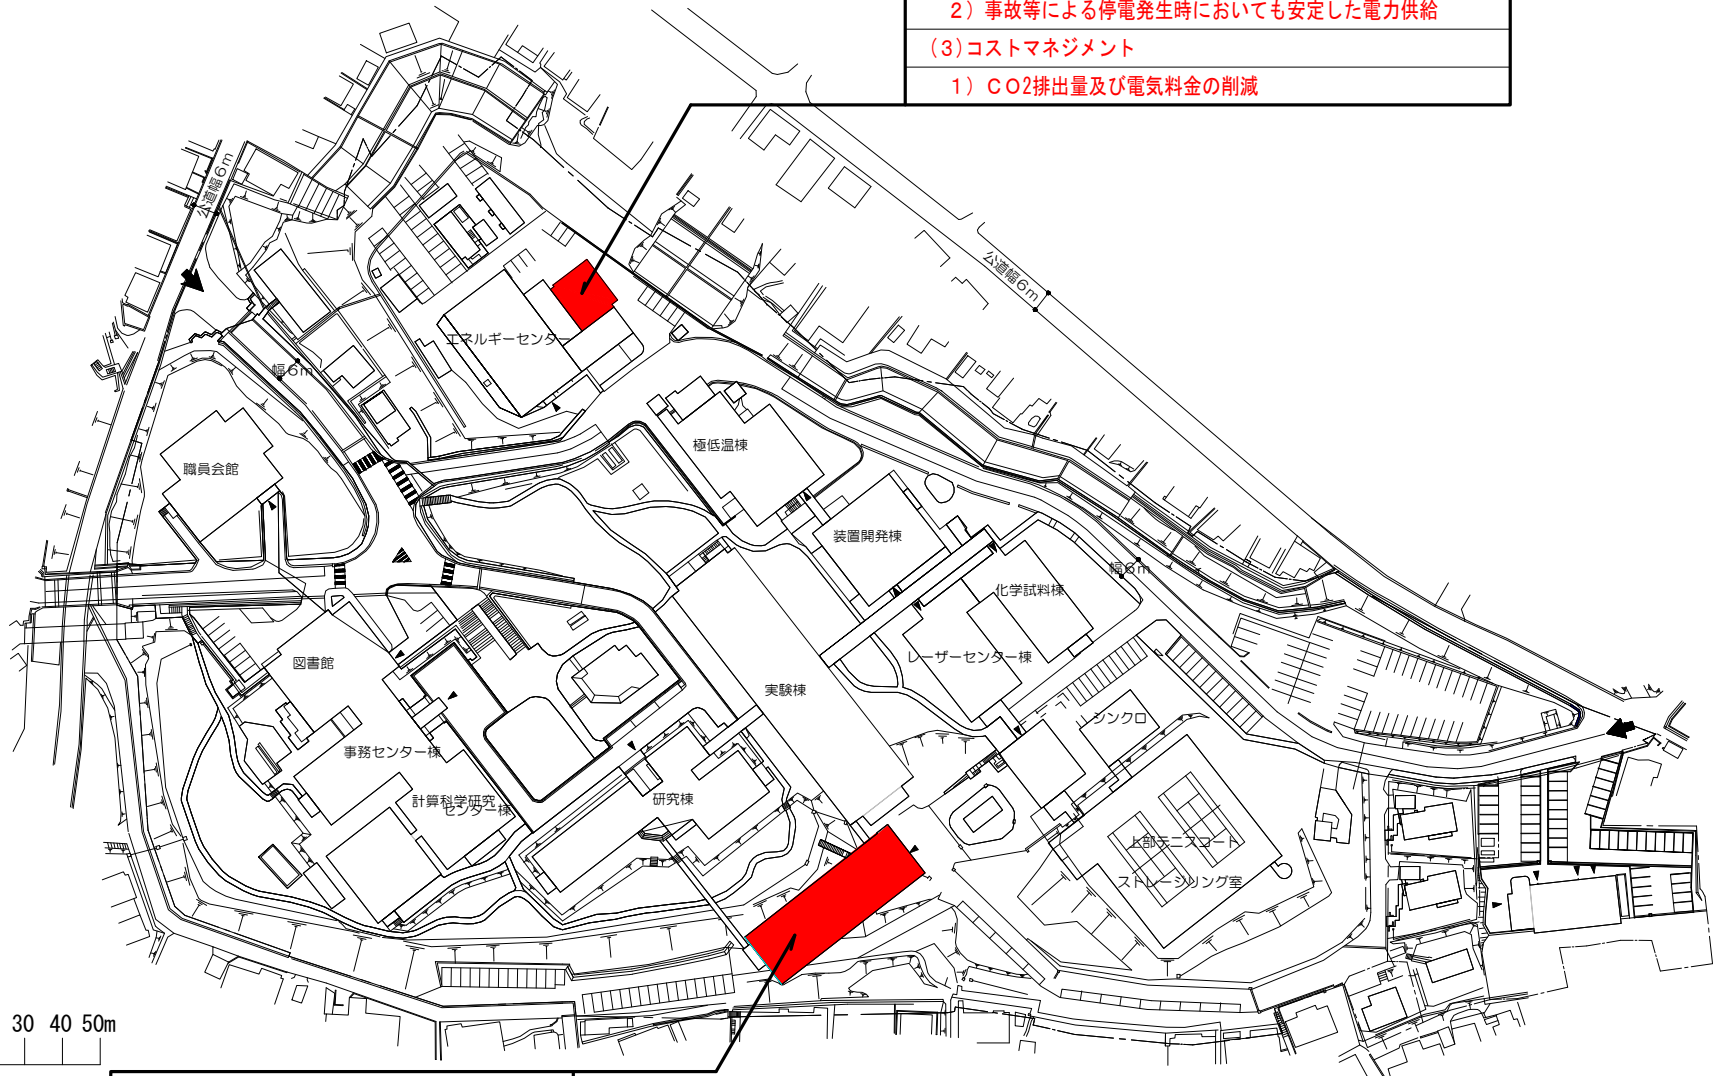 2）事故等による停電発生時においても安定した電力供給
(3)コストマネジメント
1）ＣＯ2排出量及び電気料金の削減
公道幅6m
公道幅6m
エネルギーセンター
幅6m
極低温棟
職員会館
装置開発棟
幅6m
化学試料棟
レーザーセンター棟
図書館
実験棟
シンクロ
事務センター棟
計算科学研究
センター棟
研究棟
上部テニスコート
ストレージリング室
30 40 50m